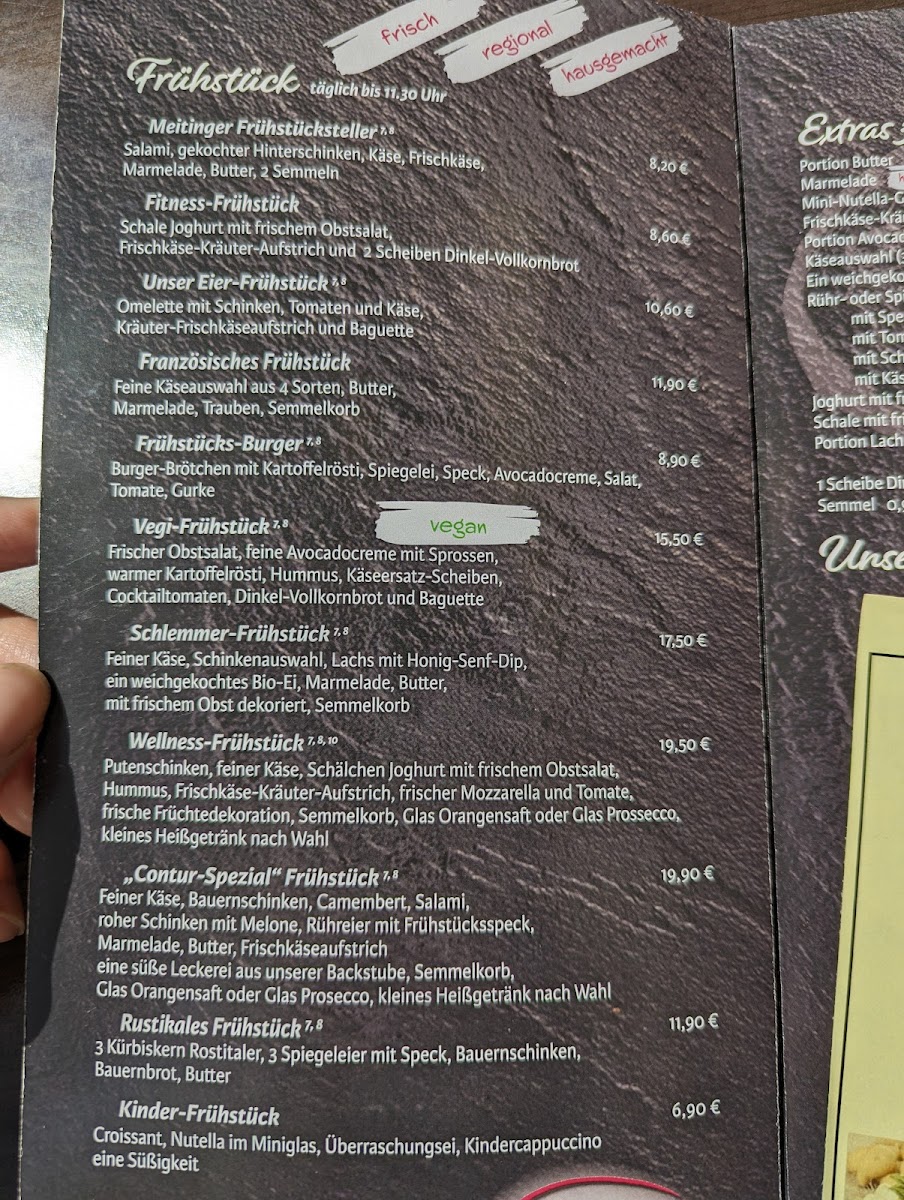 frisch
regional
hausgemacht
Frühstück täglich bis 11.30 Uhr
Meitinger Frühstücksteller 7, 8
Salami, gekochter Hinterschinken, Käse, Frischkäse, 8,20 €
Marmelade, Butter, 2 Semmeln
Fitness-Frühstück
Schale Joghurt mit frischem Obstsalat, 8,60 €
Frischkäse-Kräuter-Aufstrich und 2 Scheiben Dinkel-Vollkornbrot
Unser Eier-Frühstück 7, 8
Omelette mit Schinken, Tomaten und Käse, 10,60 €
Kräuter-Frischkäseaufstrich und Baguette
Französisches Frühstück
Feine Käseauswahl aus 4 Sorten, Butter, 11,90 €
Marmelade, Trauben, Semmelkorb
Frühstücks-Burger 7, 8
8,90 €
Burger-Brötchen mit Kartoffelrösti, Spiegelei, Speck, Avocadocreme, Salat,
Tomate, Gurke
Vegi-Frühstück 7, 8 vegan 15,50 €
Frischer Obstsalat, feine Avocadocreme mit Sprossen,
warmer Kartoffelrösti, Hummus, Käseersatz-Scheiben,
Cocktailtomaten, Dinkel-Vollkornbrot und Baguette
Schlemmer-Frühstück 7, 8 17,50 €
Feiner Käse, Schinkenauswahl, Lachs mit Honig-Senf-Dip,
ein weichgekochtes Bio-Ei, Marmelade, Butter,
mit frischem Obst dekoriert, Semmelkorb
Wellness-Frühstück 7, 8, 10 19,50 €
Putenschinken, feiner Käse, Schälchen Joghurt mit frischem Obstsalat,
Hummus, Frischkäse-Kräuter-Aufstrich, frischer Mozzarella und Tomate,
frische Früchtedekoration, Semmelkorb, Glas Orangensaft oder Glas Prossecco,
kleines Heißgetränk nach Wahl
„Contur-Spezial“ Frühstück 7, 8 19,90 €
Feiner Käse, Bauernschinken, Camembert, Salami,
roher Schinken mit Melone, Rühreier mit Frühstücksspeck,
Marmelade, Butter, Frischkäseaufstrich
eine süße Leckerei aus unserer Backstube, Semmelkorb,
Glas Orangensaft oder Glas Prosecco, kleines Heißgetränk nach Wahl
Rustikales Frühstück 7, 8 11,90 €
3 Kürbiskern Rostitaler, 3 Spiegeleier mit Speck, Bauernschinken,
Bauernbrot, Butter
Kinder-Frühstück 6,90 €
Croissant, Nutella im Miniglas, Überraschungsei, Kindercappuccino
eine Süßigkeit
Extras
Portion Butter
Marmelade
Mini-Nutella-G
Frischkäse-Krä
Portion Avocad
Käseauswahl (3
Ein weichgeko
Rühr- oder Spi
mit Spe
mit Tom
mit Sch
mit Käs
Joghurt mit f
Schale mit fri
Portion Lach
1 Scheibe Di
Semmel 0,
Unse